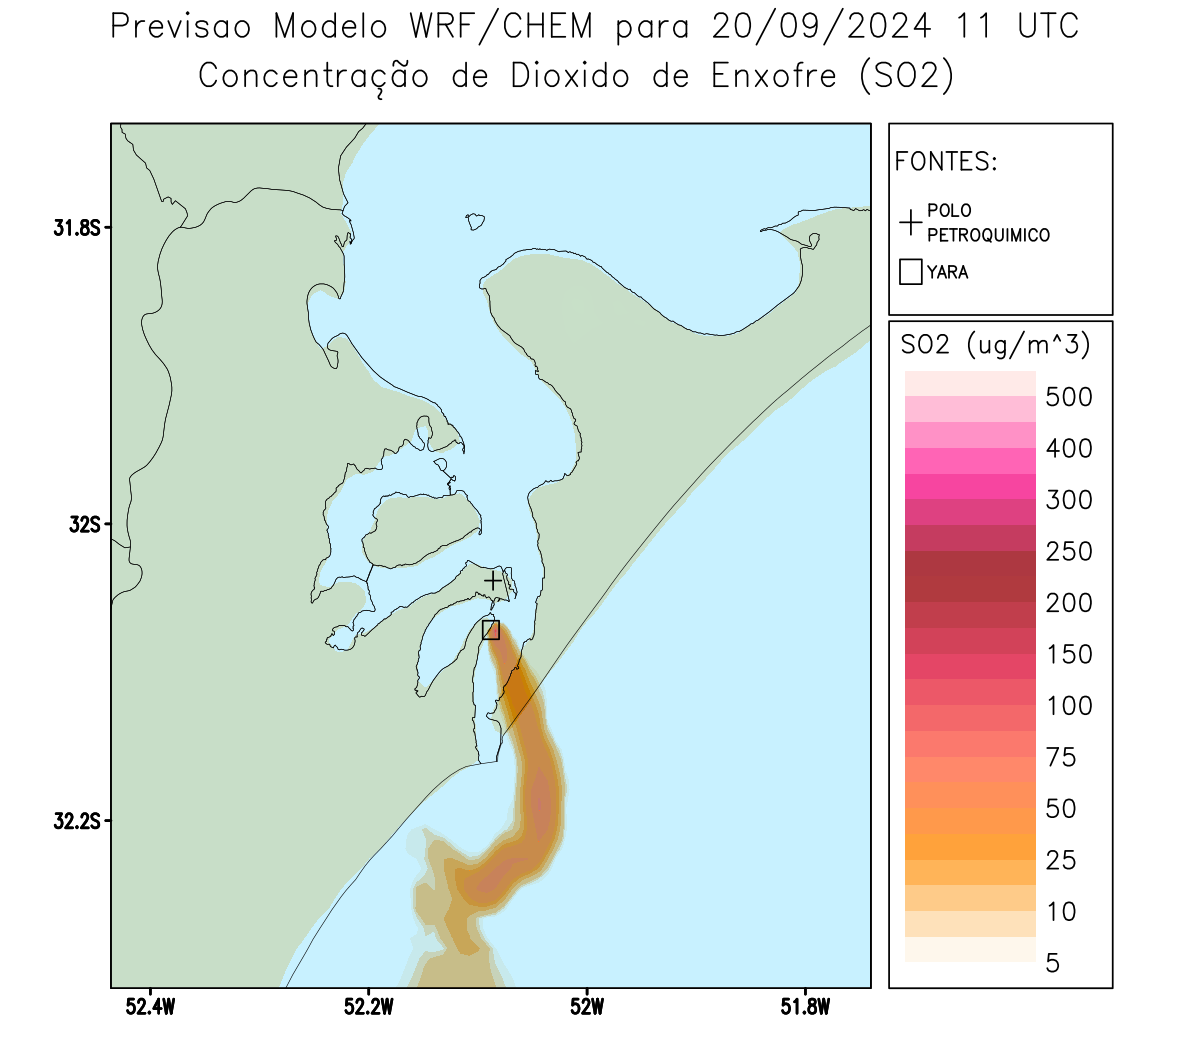 Previsao Modelo WRF/CHEM para 20/09/2024 11 UTC
Concentração de Dioxido de Enxofre (SO2)
FONTES:
POLO
PETROQUIMICO
YARA
SO2 (ug/m^3)
500
400
300
250
200
150
100
75
50
25
10
5
31.8S
32S
32.2S
52.4W
52.2W
52W
51.8W